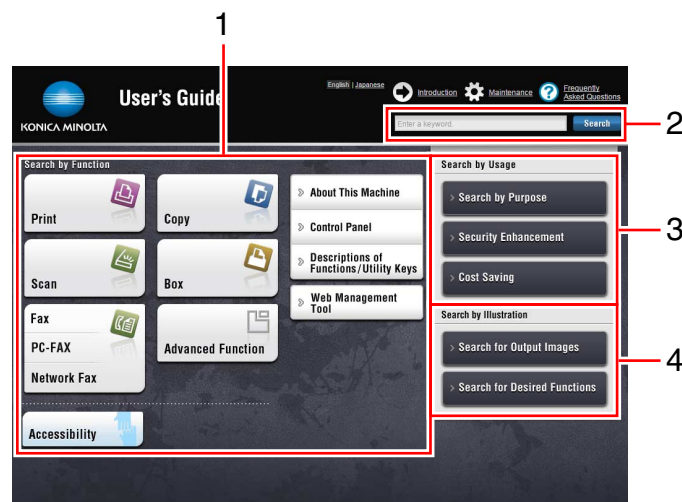 1
User's Guide
English | Japanese
Introduction
Maintenance
Frequently
Asked Questions
KONICA MINOLTA
Enter a keyword.
Search
2
Search by Function
Print
Copy
Scan
Box
Fax
PC-FAX
Network Fax
Advanced Function
Accessibility
About This Machine
Control Panel
Descriptions of
Functions/Utility Keys
Web Management
Tool
Search by Usage
Search by Purpose
Security Enhancement
Cost Saving
3
Search by Illustration
Search for Output Images
Search for Desired Functions
4